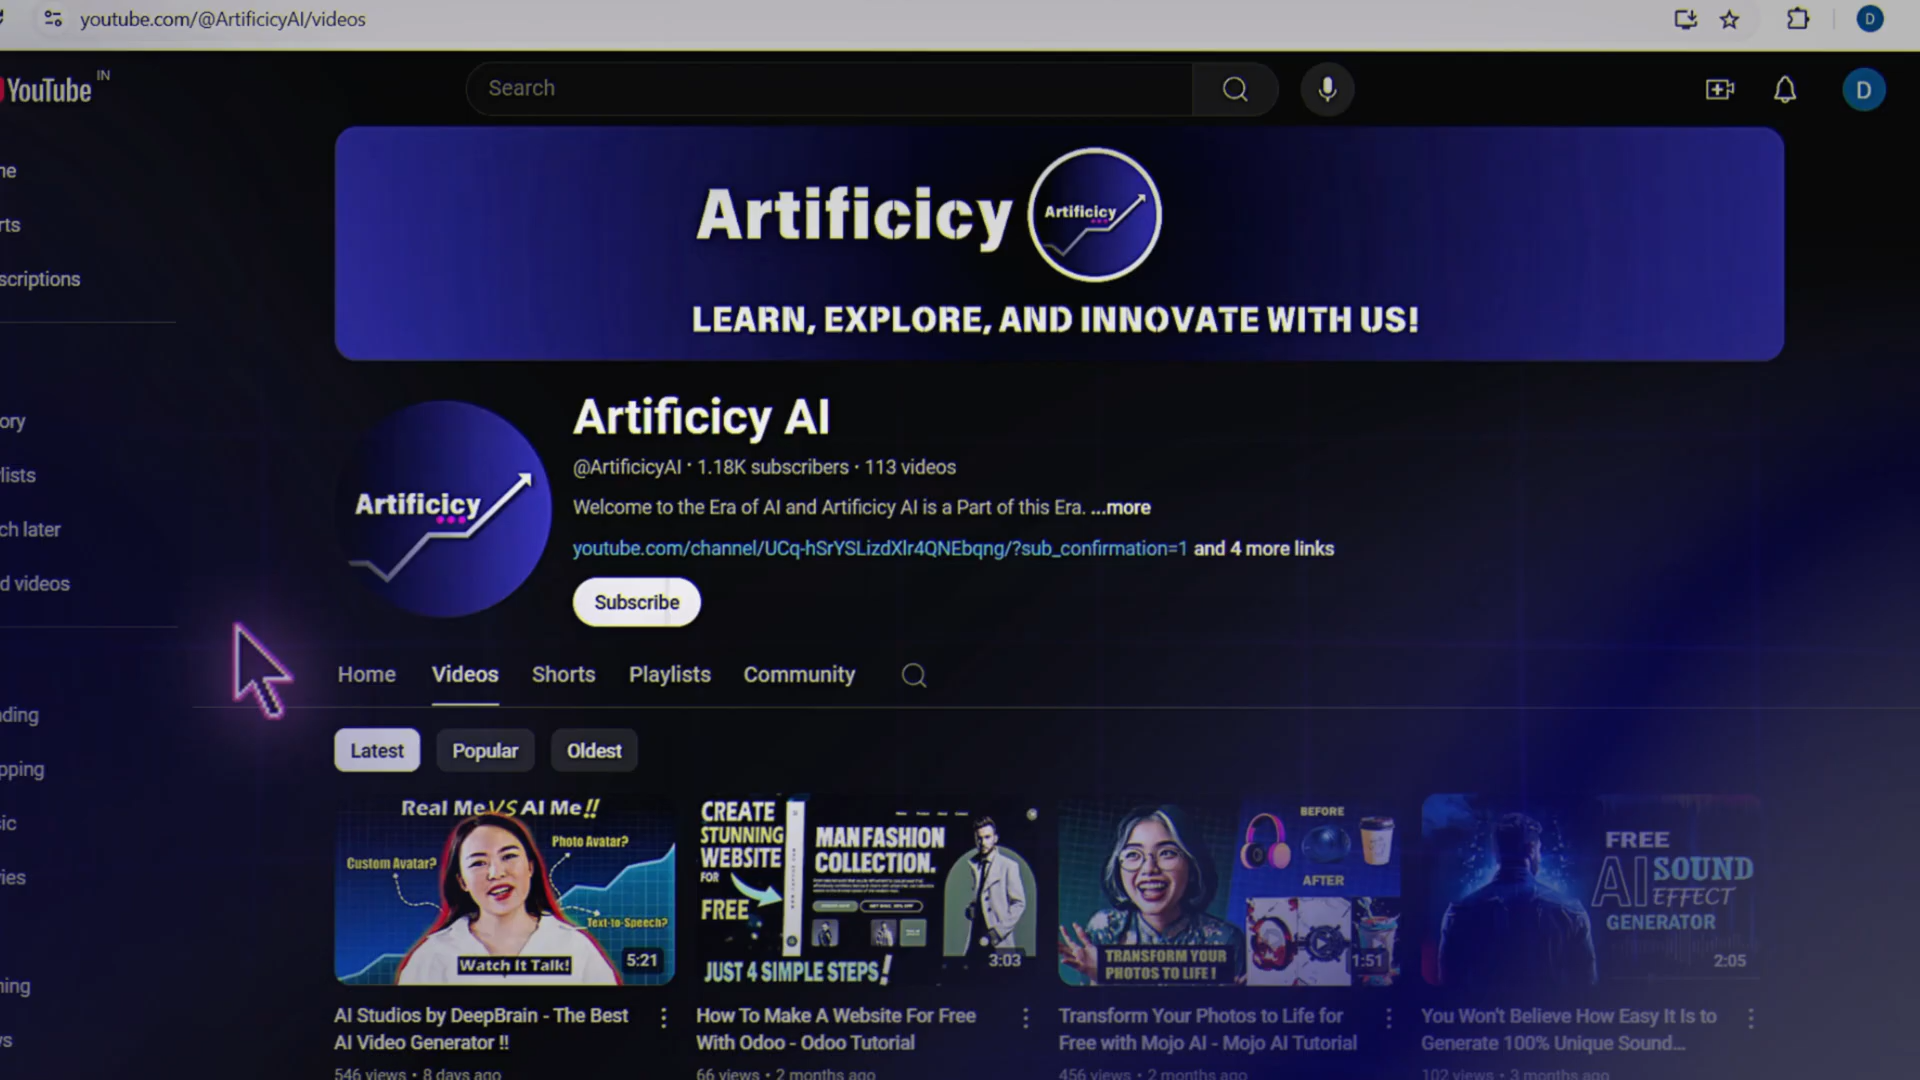 youtube.com/@ArtificicyAI/videos
D
YouTube IN
Search
D
ne
rts
scriptions
ory
lists
ch later
d videos
ding
pping
ic
ries
ning
vs
Artificicy
Artificicy
LEARN, EXPLORE, AND INNOVATE WITH US!
Artificicy
Artificicy AI
@ArtificicyAI · 1.18K subscribers · 113 videos
Welcome to the Era of AI and Artificicy AI is a Part of this Era. ...more
youtube.com/channel/UCq-hSrYSLizdXlr4QNEbqng/?sub_confirmation=1 and 4 more links
Subscribe
Home Videos Shorts Playlists Community
Latest Popular Oldest
Real Me VS AI Me !!
Custom Avatar?
Photo Avatar?
Text-to-Speech?
Watch It Talk!
5:21
CREATE
STUNNING
WEBSITE
FOR
FREE
MAN FASHION
COLLECTION.
JUST 4 SIMPLE STEPS!
3:03
BEFORE
AFTER
TRANSFORM YOUR
PHOTOS TO LIFE !
1:51
FREE
AI SOUND
EFFECT
GENERATOR
2:05
AI Studios by DeepBrain - The Best
AI Video Generator !!
546 views · 8 days ago
How To Make A Website For Free
With Odoo - Odoo Tutorial
66 views · 2 months ago
Transform Your Photos to Life for
Free with Mojo AI - Mojo AI Tutorial
456 views · 2 months ago
You Won't Believe How Easy It Is to
Generate 100% Unique Sound...
102 views · 3 months ago